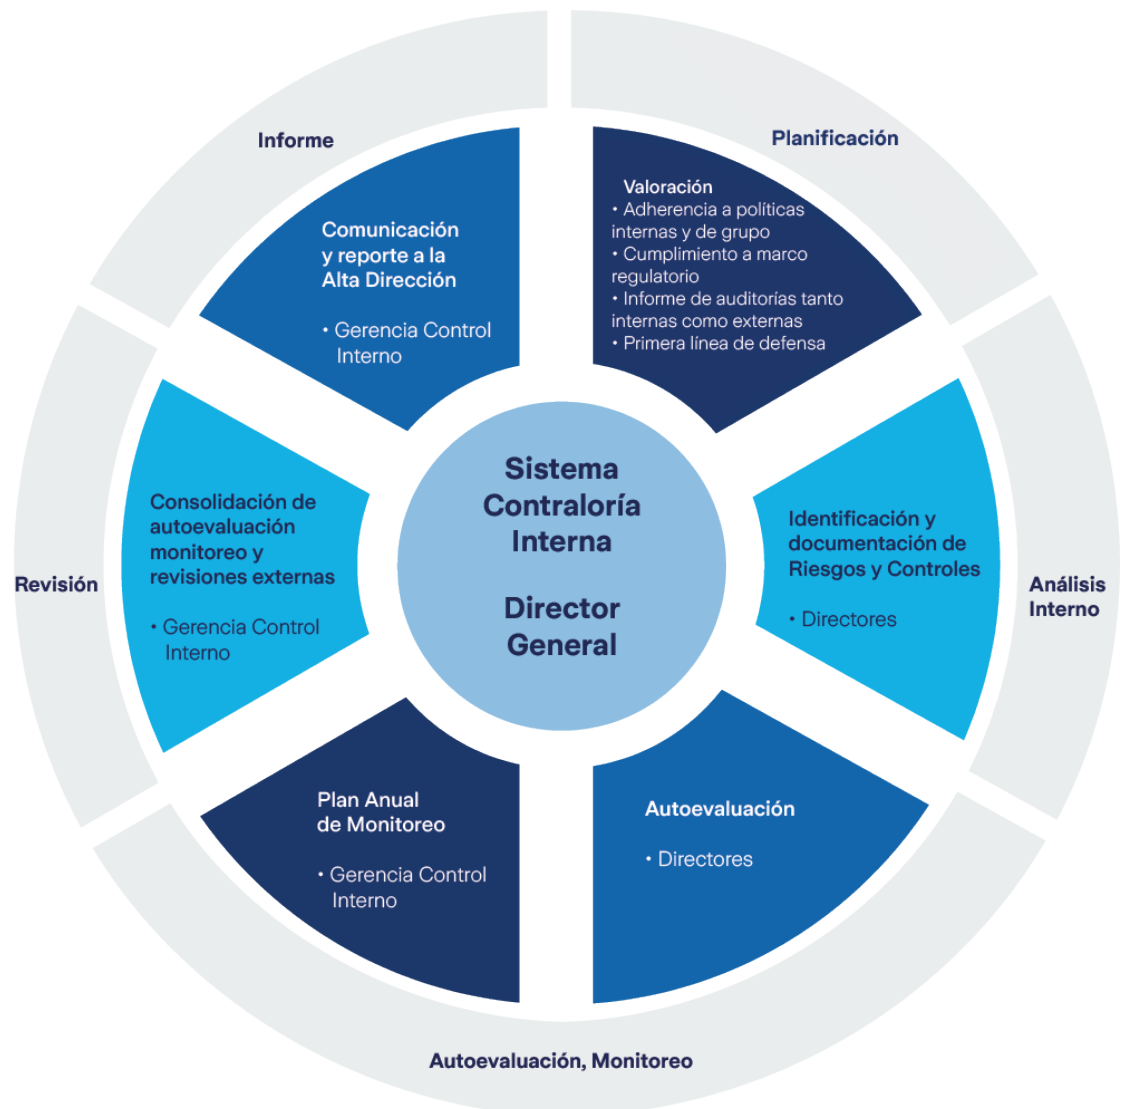 Informe
Planificación
Valoración
• Adherencia a políticas
internas y de grupo
• Cumplimiento a marco
regulatorio
• Informe de auditorías tanto
internas como externas
• Primera línea de defensa
Comunicación
y reporte a la
Alta Dirección
• Gerencia Control
Interno
Sistema
Contraloría
Interna
Director
General
Identificación y
documentación de
Riesgos y Controles
• Directores
Análisis
Interno
Consolidación de
autoevaluación
monitoreo y
revisiones externas
• Gerencia Control
Interno
Revisión
Plan Anual
de Monitoreo
• Gerencia Control
Interno
Autoevaluación
• Directores
Autoevaluación, Monitoreo